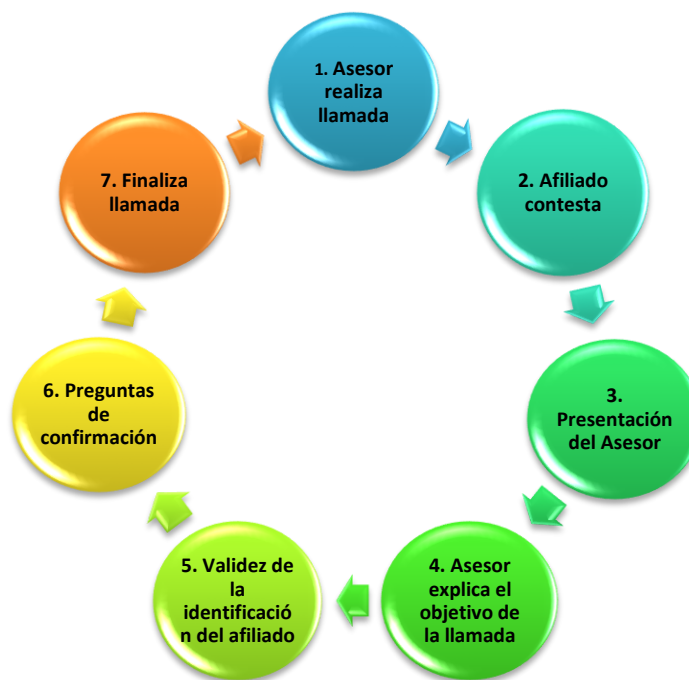 1. Asesor
realiza
llamada
2. Afiliado
contesta
3.
Presentación
del Asesor
4. Asesor
explica el
objetivo de
la llamada
5. Validez de
la
identificació
n del afiliado
6. Preguntas
de
confirmación
7. Finaliza
llamada